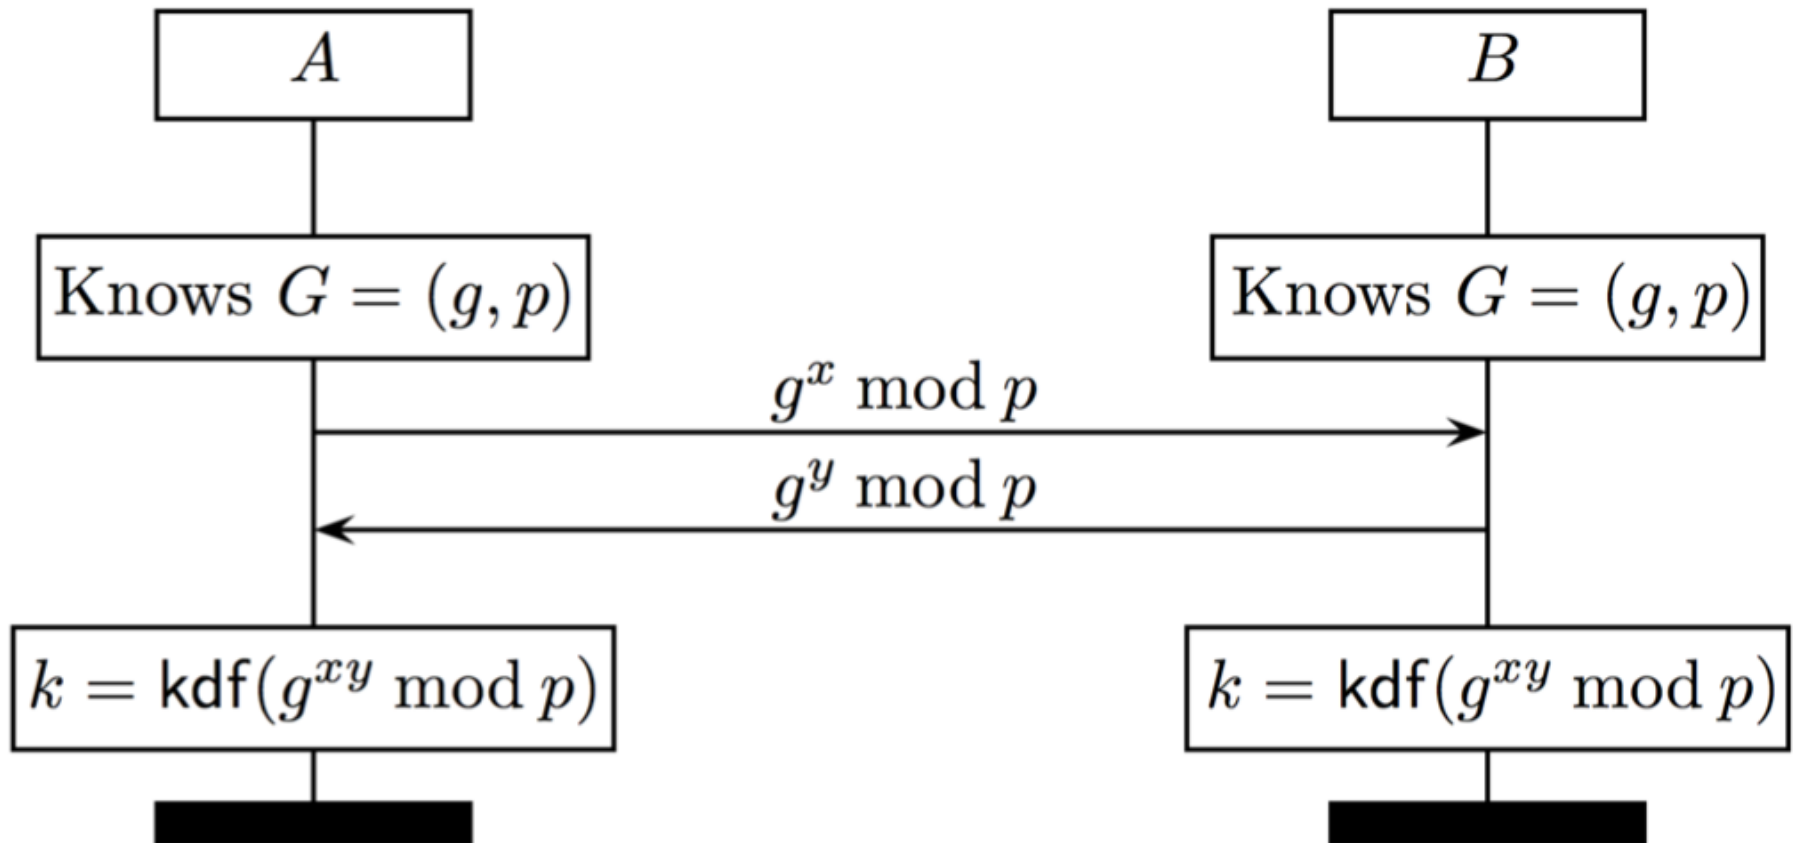 A
B
Knows G = (g, p)
Knows G = (g, p)
g^x mod p
g^y mod p
k = kdf(g^{xy} mod p)
k = kdf(g^{xy} mod p)